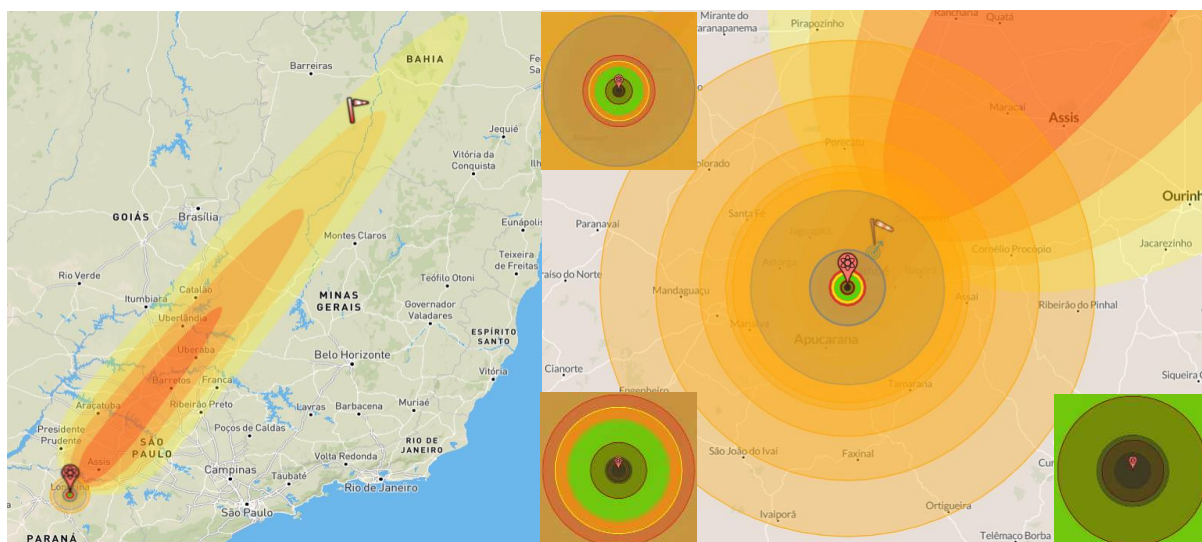 BAHIA
Barreiras
Jequié
Vitória da
Conquista
GOIÁS
Brasília
Eunápolis
Montes Claros
Teixeira
de Freitas
Rio Verde
Teófilo Otoni
Catalão
Itumbiara
MINAS
GERAIS
Governador
Valadares
Uberlândia
ESPÍRITO
SANTO
Uberaba
Belo Horizonte
Vitória
Barretos
Franca
Araçatuba
Ribeirão Preto
Lavras
Barbacena
Muriaé
Presidente
Prudente
Poços de
Caldas
SÃO
PAULO
RIO DE
JANEIRO
Assis
Volta Redonda
Campinas
Taubaté
Rio de Janeiro
São Paulo
PARANÁ
Mirante do
Pirapozinho
Rancharia
Quatá
Maracaí
Assis
Porecatu
Ourinh
Santa Fé
Paranavaí
Jacarezinho
Cornélio Procópio
Mandaguaçu
Ribeirão do Pinhal
Apucarana
Cianorte
Tamarana
Siqueira C
São João do Ivaí
Faxinal
Ivaiporã
Ortigueira
Telêmaco Borba